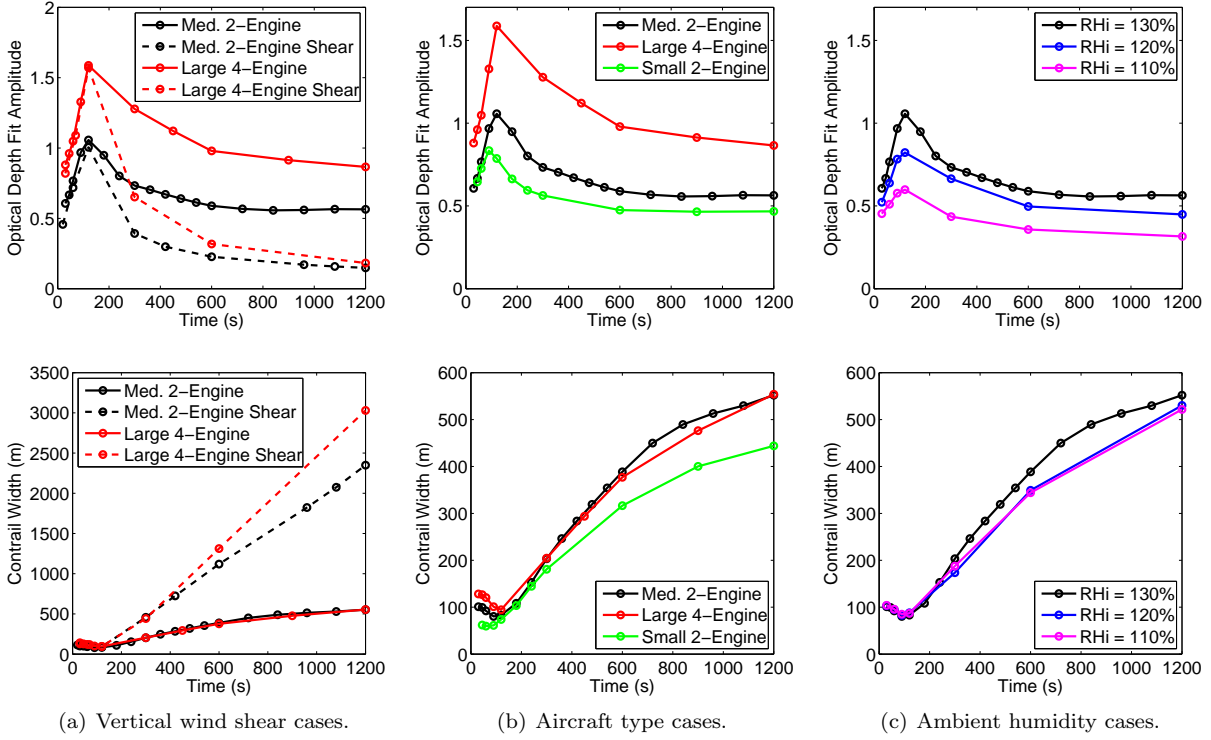 Optical Depth Fit Amplitude
2
1.5
1
0.5
0
Med. 2−Engine
Med. 2−Engine Shear
Large 4−Engine
Large 4−Engine Shear
0 200 400 600 800 1000 1200
Time (s)
Optical Depth Fit Amplitude
1.5
1
0.5
0
Med. 2−Engine
Large 4−Engine
Small 2−Engine
0 200 400 600 800 1000 1200
Time (s)
Optical Depth Fit Amplitude
1.5
1
0.5
0
RHi = 130%
RHi = 120%
RHi = 110%
0 200 400 600 800 1000 1200
Time (s)
Contrail Width (m)
3500
3000
2500
2000
1500
1000
500
0
Med. 2−Engine
Med. 2−Engine Shear
Large 4−Engine
Large 4−Engine Shear
0 200 400 600 800 1000 1200
Time (s)
Contrail Width (m)
600
500
400
300
200
100
0
Med. 2−Engine
Large 4−Engine
Small 2−Engine
0 200 400 600 800 1000 1200
Time (s)
Contrail Width (m)
600
500
400
300
200
100
0
RHi = 130%
RHi = 120%
RHi = 110%
0 200 400 600 800 1000 1200
Time (s)
(a) Vertical wind shear cases.
(b) Aircraft type cases.
(c) Ambient humidity cases.